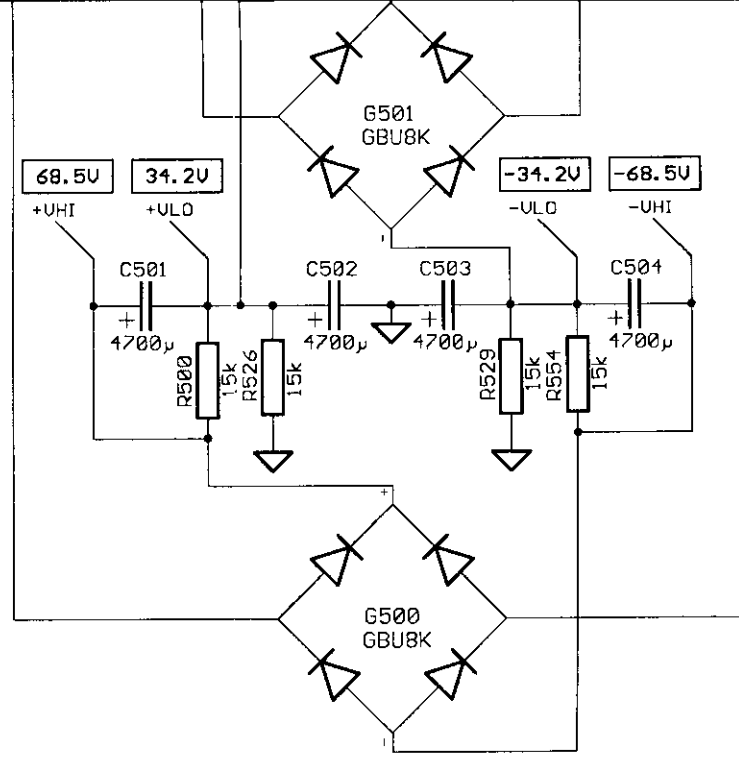 G501
GBU8K
68.5V
34.2V
-34.2V
-68.5V
+VHI
+VLO
-VLO
-VHI
C501
C502
C503
C504
+
+
+
+
4700µ
4700µ
4700µ
4700µ
R500
15k
R526
15k
R529
15k
R554
15k
+
G500
GBU8K